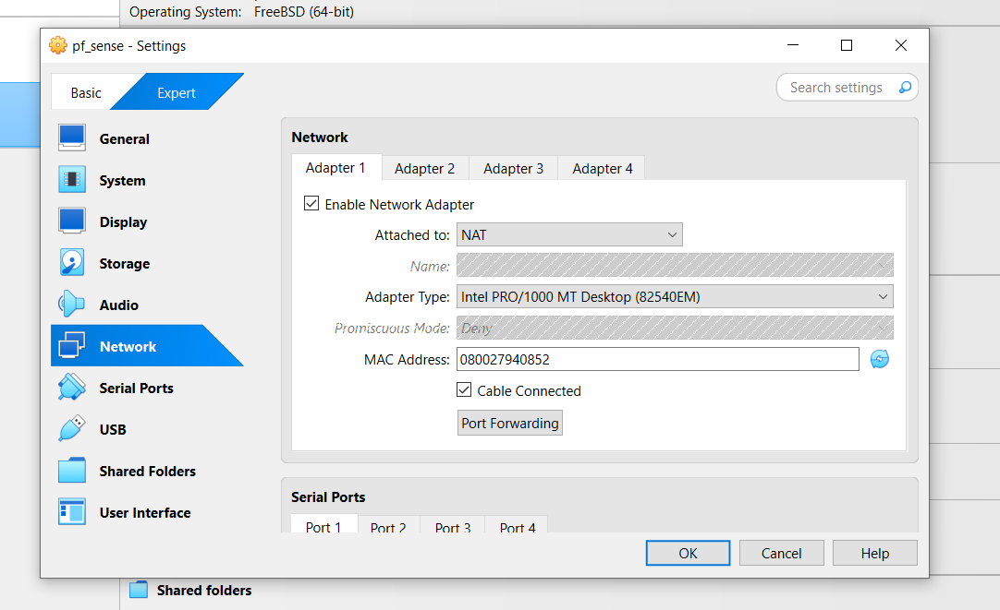 Operating System: FreeBSD (64-bit)
pf_sense - Settings
Basic
Expert
Search settings
General
System
Display
Storage
Audio
Network
Serial Ports
USB
Shared Folders
User Interface
Network
Adapter 1 Adapter 2 Adapter 3 Adapter 4
Enable Network Adapter
Attached to: NAT
Name:
Adapter Type: Intel PRO/1000 MT Desktop (82540EM)
Promiscuous Mode: Deny
MAC Address: 080027940852
Cable Connected
Port Forwarding
Serial Ports
Port 1 Port 2 Port 3 Port 4
OK Cancel Help
Shared folders